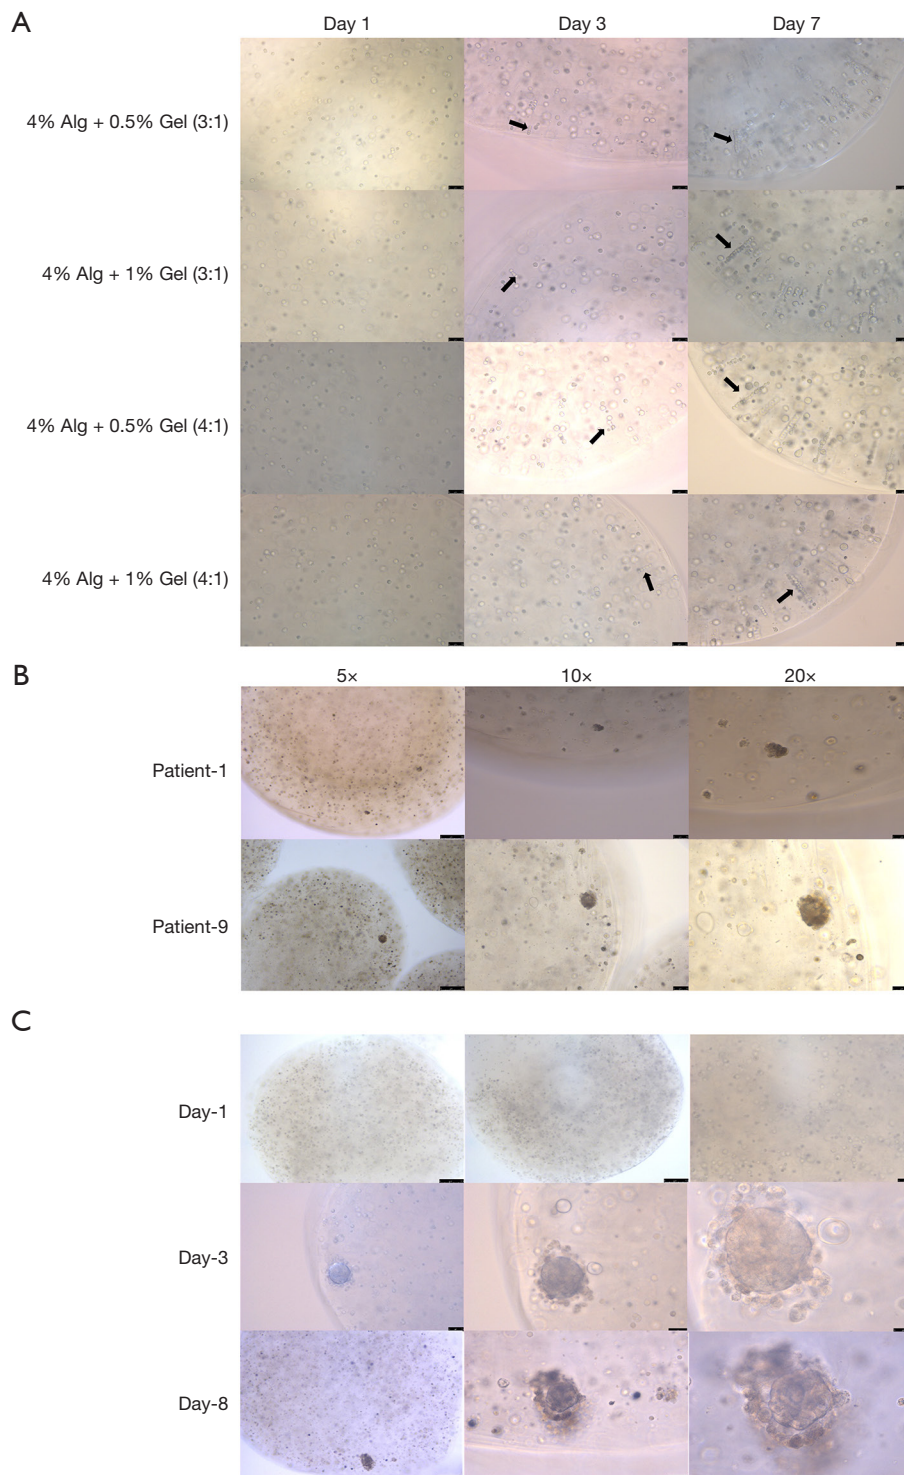 A
Day 1 Day 3 Day 7
4% Alg + 0.5% Gel (3:1)
4% Alg + 1% Gel (3:1)
4% Alg + 0.5% Gel (4:1)
4% Alg + 1% Gel (4:1)
B
5× 10× 20×
Patient-1
Patient-9
C
Day-1
Day-3
Day-8